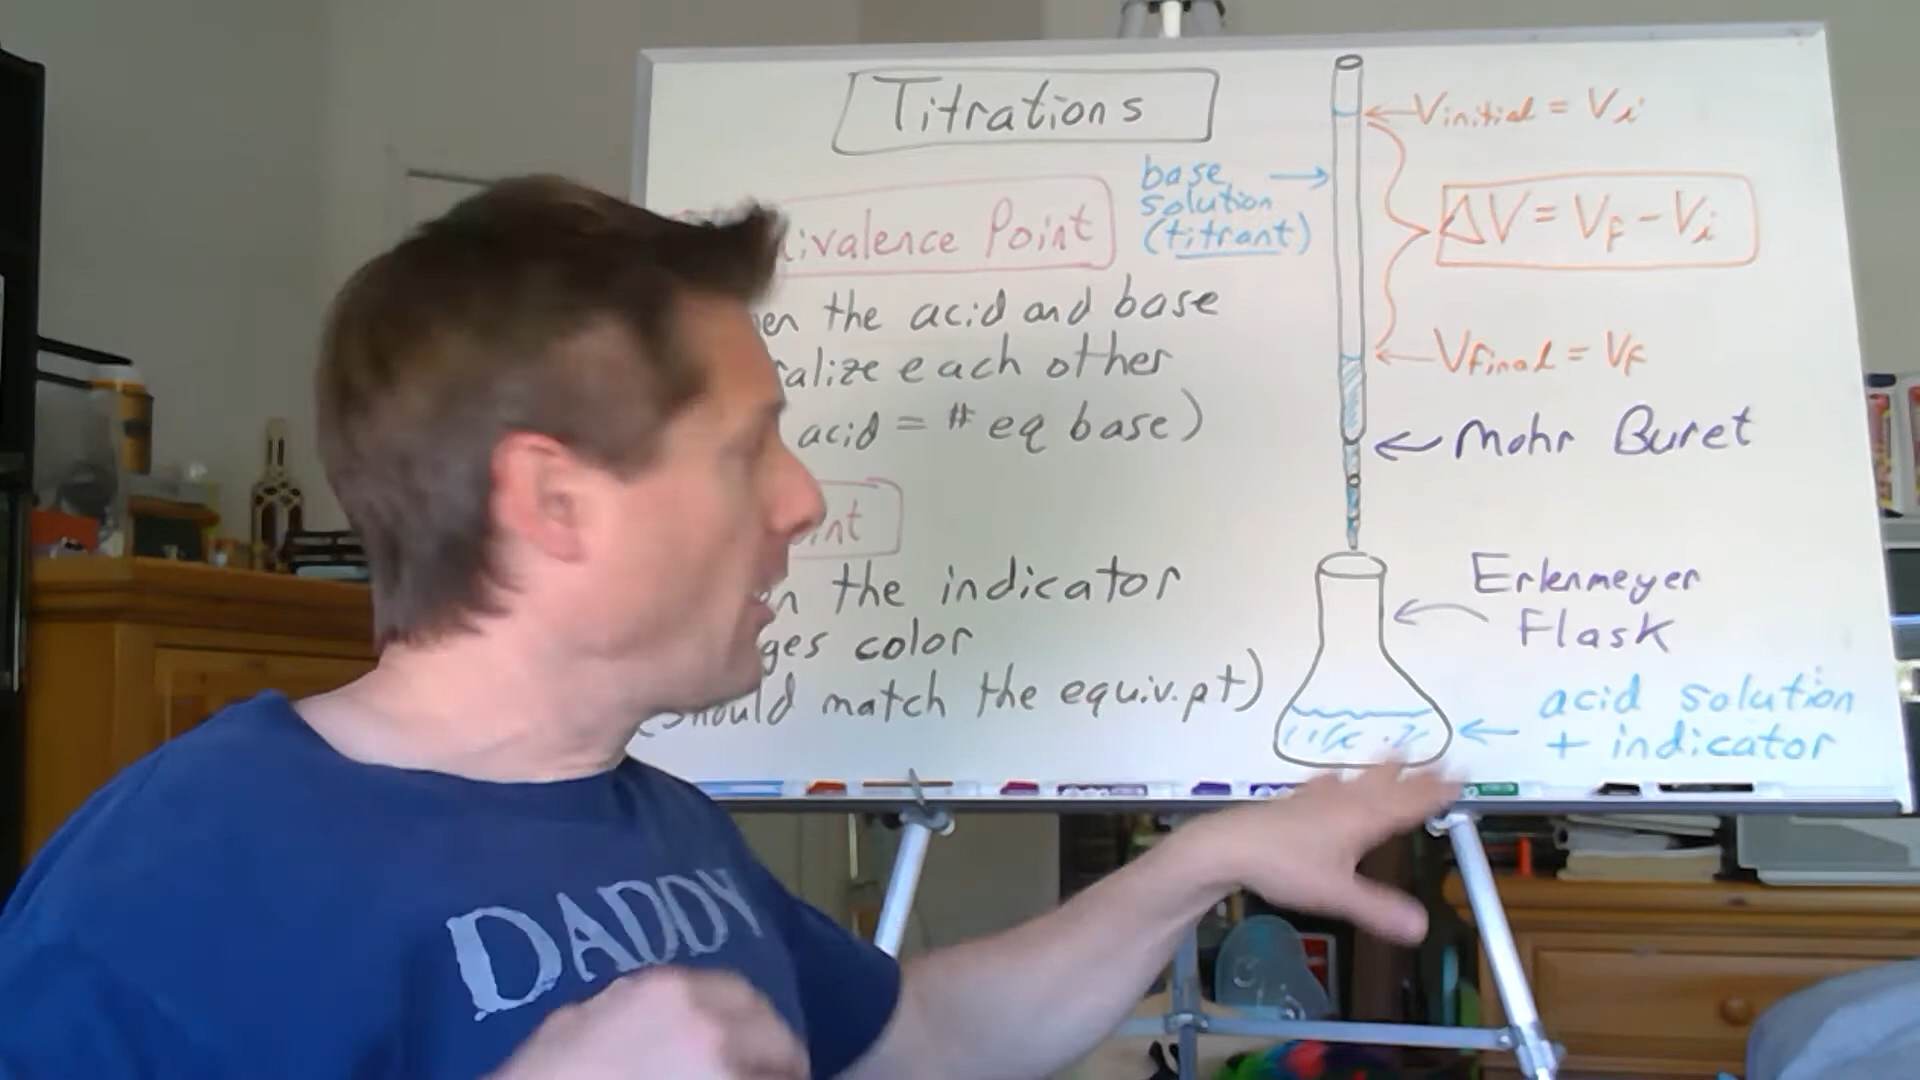 Titrations
Equivalence Point
the acid and base
each other
acid = # eq base)
the indicator
color
(should match the equiv. pt)
base
solution
(titrant)
Vinitial = Vi
ΔV = VF - Vi
VFinal = VF
Mohr Buret
Erlenmeyer
Flask
acid solution
+ indicator
DADDY